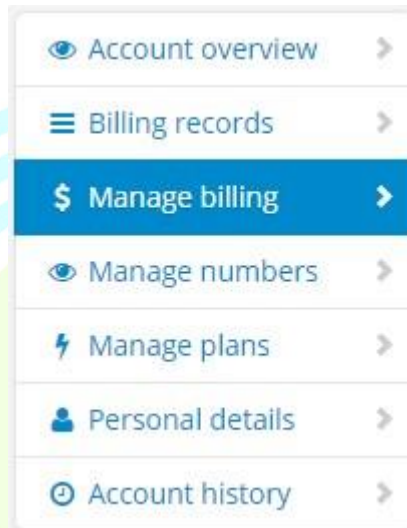 Account overview
Billing records
$ Manage billing
Manage numbers
Manage plans
Personal details
Account history